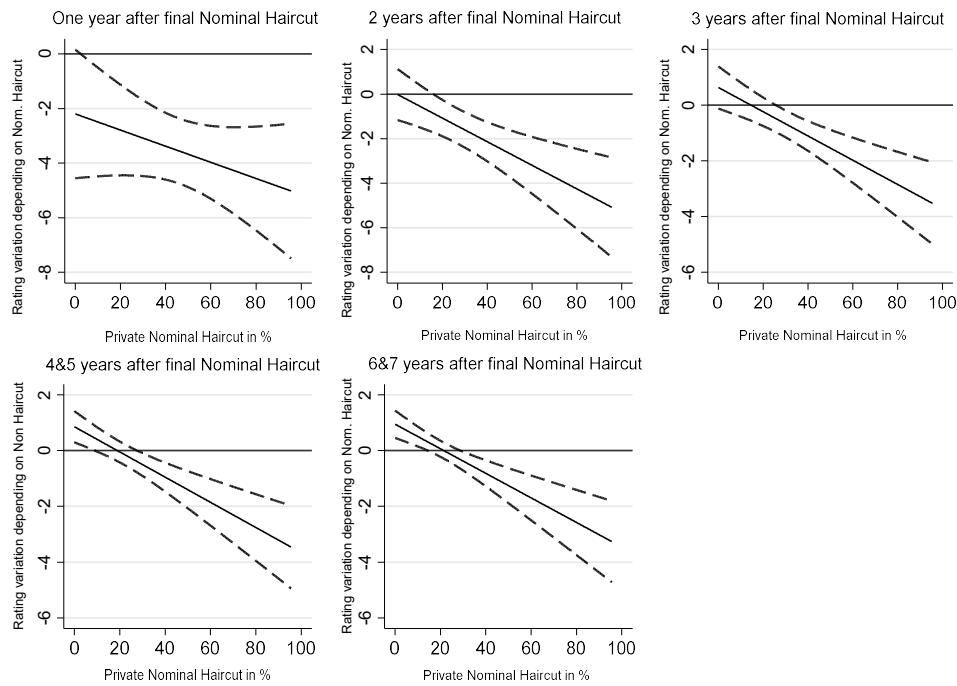 One year after final Nominal Haircut
Rating variation depending on Nom. Haircut
0
-2
-4
-6
-8
0 20 40 60 80 100
Private Nominal Haircut in %
2 years after final Nominal Haircut
Rating variation depending on Nom. Haircut
2
0
-2
-4
-6
-8
0 20 40 60 80 100
Private Nominal Haircut in %
3 years after final Nominal Haircut
Rating variation depending on Nom. Haircut
2
0
-2
-4
-6
0 20 40 60 80 100
Private Nominal Haircut in %
4&5 years after final Nominal Haircut
Rating variation depending on Non Haircut
2
0
-2
-4
-6
0 20 40 60 80 100
Private Nominal Haircut in %
6&7 years after final Nominal Haircut
Rating variation depending on Nom. Haircut
2
0
-2
-4
-6
0 20 40 60 80 100
Private Nominal Haircut in %